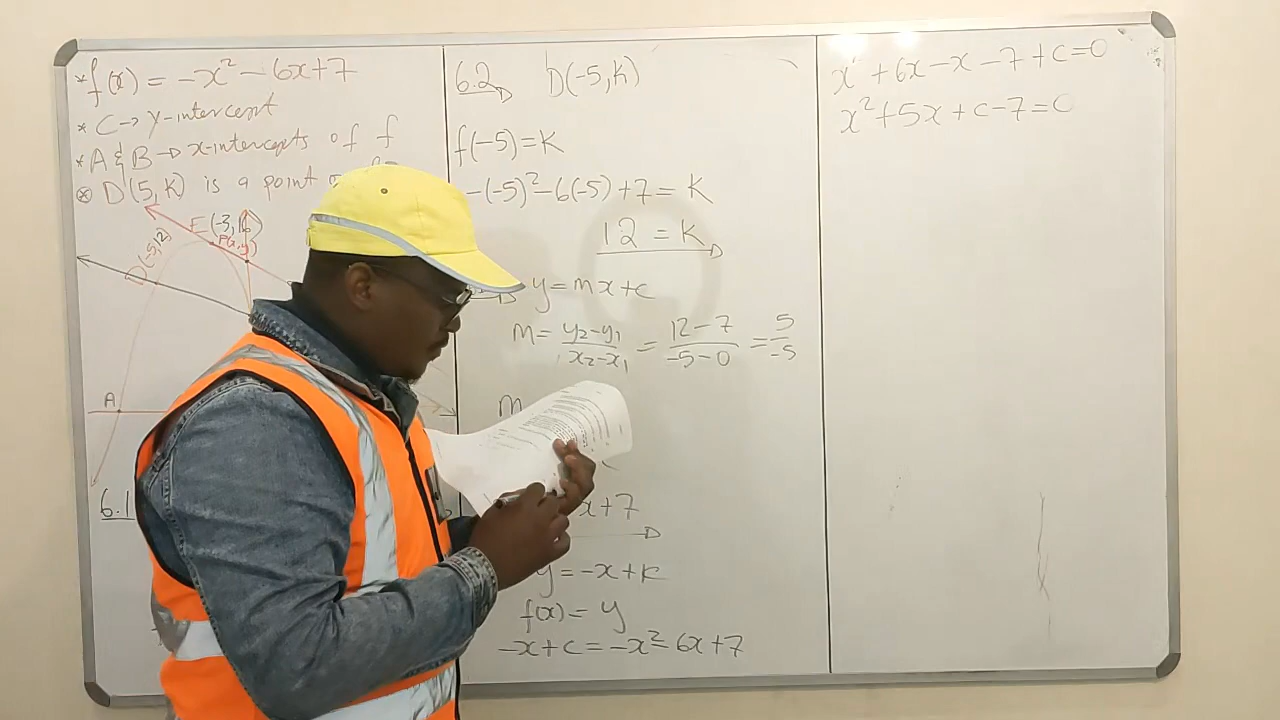 * f(x) = -x² - 6x+7
* C → y-intercept
* A & B → x-intercepts of f
⊛ D(5, K) is a point
E (-3,16)
P(x,y)
D(-5,12)
A
6.1
6.2 D(-5,K)
f(-5)=K
-(-5)²-6(-5)+7= K
12 = K
y= mx+c
m= y₂-y₁/x₂-x₁ = 12-7/-5-0 = 5/-5
m
x+7
y= -x+k
f(x)= y
-x+c = -x²-6x+7
x² +6x-x-7+c=0
x²+5x+c-7=0